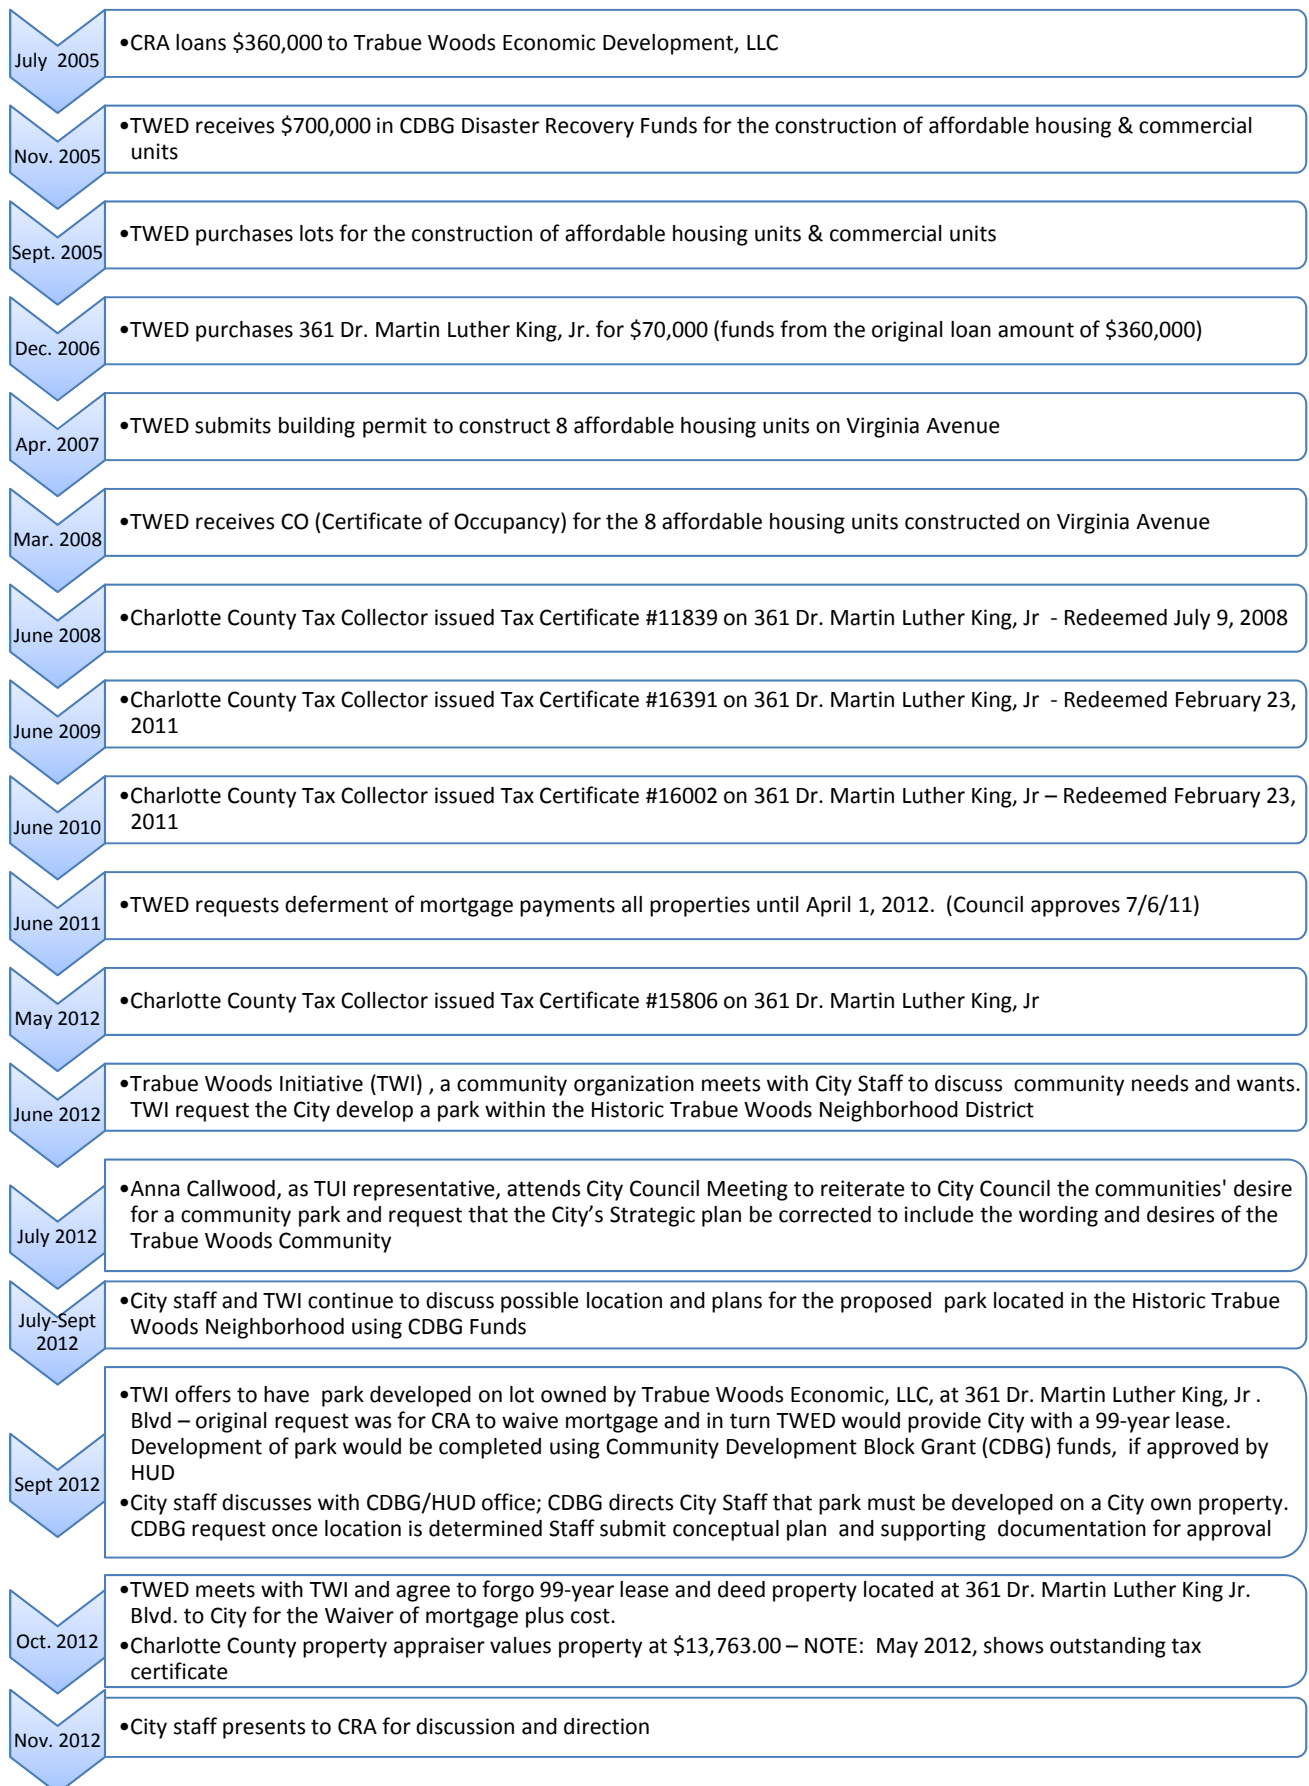 July  2005
•CRA loans $360,000 to Trabue Woods Economic Development, LLC
Nov. 2005
•TWED receives $700,000 in CDBG Disaster Recovery Funds for the construction of affordable housing & commercial
units
Sept. 2005
•TWED purchases lots for the construction of affordable housing units & commercial units
Dec. 2006
•TWED purchases 361 Dr. Martin Luther King, Jr. for $70,000 (funds from the original loan amount of $360,000)
Apr. 2007
•TWED submits building permit to construct 8 affordable housing units on Virginia Avenue
Mar. 2008
•TWED receives CO (Certificate of Occupancy) for the 8 affordable housing units constructed on Virginia Avenue
June 2008
•Charlotte County Tax Collector issued Tax Certificate #11839 on 361 Dr. Martin Luther King, Jr  - Redeemed July 9, 2008
June 2009
•Charlotte County Tax Collector issued Tax Certificate #16391 on 361 Dr. Martin Luther King, Jr  - Redeemed February 23,
2011
June 2010
•Charlotte County Tax Collector issued Tax Certificate #16002 on 361 Dr. Martin Luther King, Jr – Redeemed February 23,
2011
June 2011
•TWED requests deferment of mortgage payments all properties until April 1, 2012.  (Council approves 7/6/11)
May 2012
•Charlotte County Tax Collector issued Tax Certificate #15806 on 361 Dr. Martin Luther King, Jr
June 2012
•Trabue Woods Initiative (TWI) , a community organization meets with City Staff to discuss  community needs and wants.
TWI request the City develop a park within the Historic Trabue Woods Neighborhood District
July 2012
•Anna Callwood, as TUI representative, attends City Council Meeting to reiterate to City Council the communities' desire
for a community park and request that the City’s Strategic plan be corrected to include the wording and desires of the
Trabue Woods Community
July-Sept
2012
•City staff and TWI continue to discuss possible location and plans for the proposed  park located in the Historic Trabue
Woods Neighborhood using CDBG Funds
Sept 2012
•TWI offers to have  park developed on lot owned by Trabue Woods Economic, LLC, at 361 Dr. Martin Luther King, Jr .
Blvd – original request was for CRA to waive mortgage and in turn TWED would provide City with a 99-year lease.
Development of park would be completed using Community Development Block Grant (CDBG) funds,  if approved by
HUD
•City staff discusses with CDBG/HUD office; CDBG directs City Staff that park must be developed on a City own property.
CDBG request once location is determined Staff submit conceptual plan  and supporting  documentation for approval
Oct. 2012
•TWED meets with TWI and agree to forgo 99-year lease and deed property located at 361 Dr. Martin Luther King Jr.
Blvd. to City for the Waiver of mortgage plus cost.
•Charlotte County property appraiser values property at $13,763.00 – NOTE:  May 2012, shows outstanding tax
certificate
Nov. 2012
•City staff presents to CRA for discussion and direction